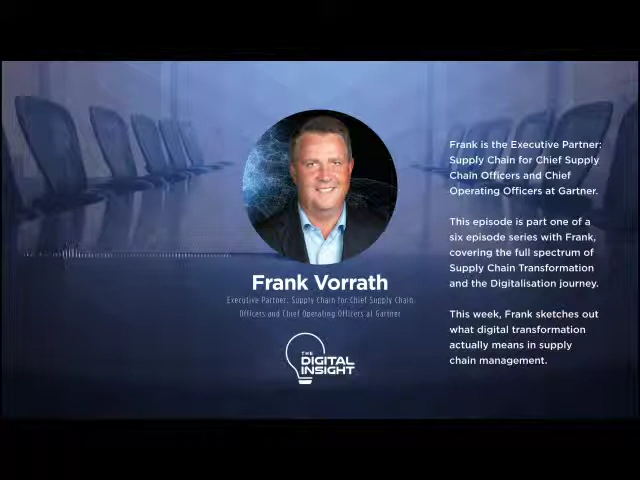 Frank is the Executive Partner:
Supply Chain for Chief Supply
Chain Officers and Chief
Operating Officers at Gartner.
This episode is part one of a
six episode series with Frank,
covering the full spectrum of
Supply Chain Transformation
and the Digitalisation journey.
This week, Frank sketches out
what digital transformation
actually means in supply
chain management.
Frank Vorrath
Executive Partner: Supply Chain for Chief Supply Chain
Officers and Chief Operating Officers at Gartner
THE
DIGITAL
INSIGHT